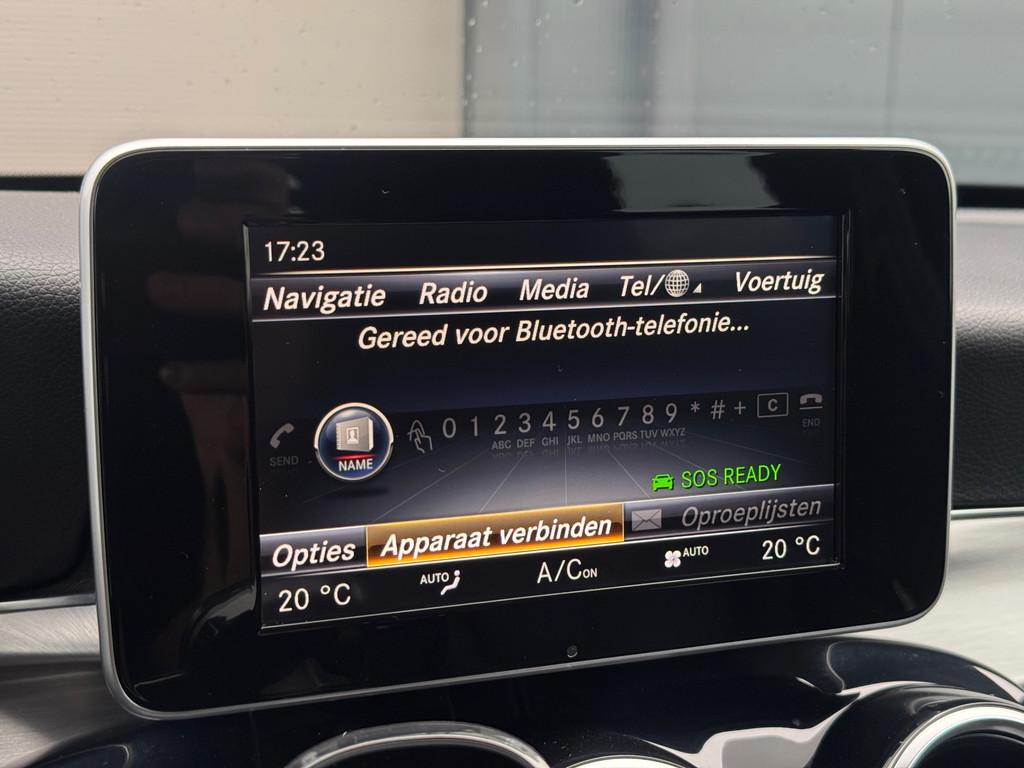 17:23
Navigatie Radio Media Tel/ Voertuig
Gereed voor Bluetooth-telefonie...
SEND NAME 0 1 2 3 4 5 6 7 8 9 * # + C END
ABC DEF GHI JKL MNO PQRS TUV WXYZ
SOS READY
Opties Apparaat verbinden Oproeplijsten
20 °C AUTO A/C ON AUTO 20 °C